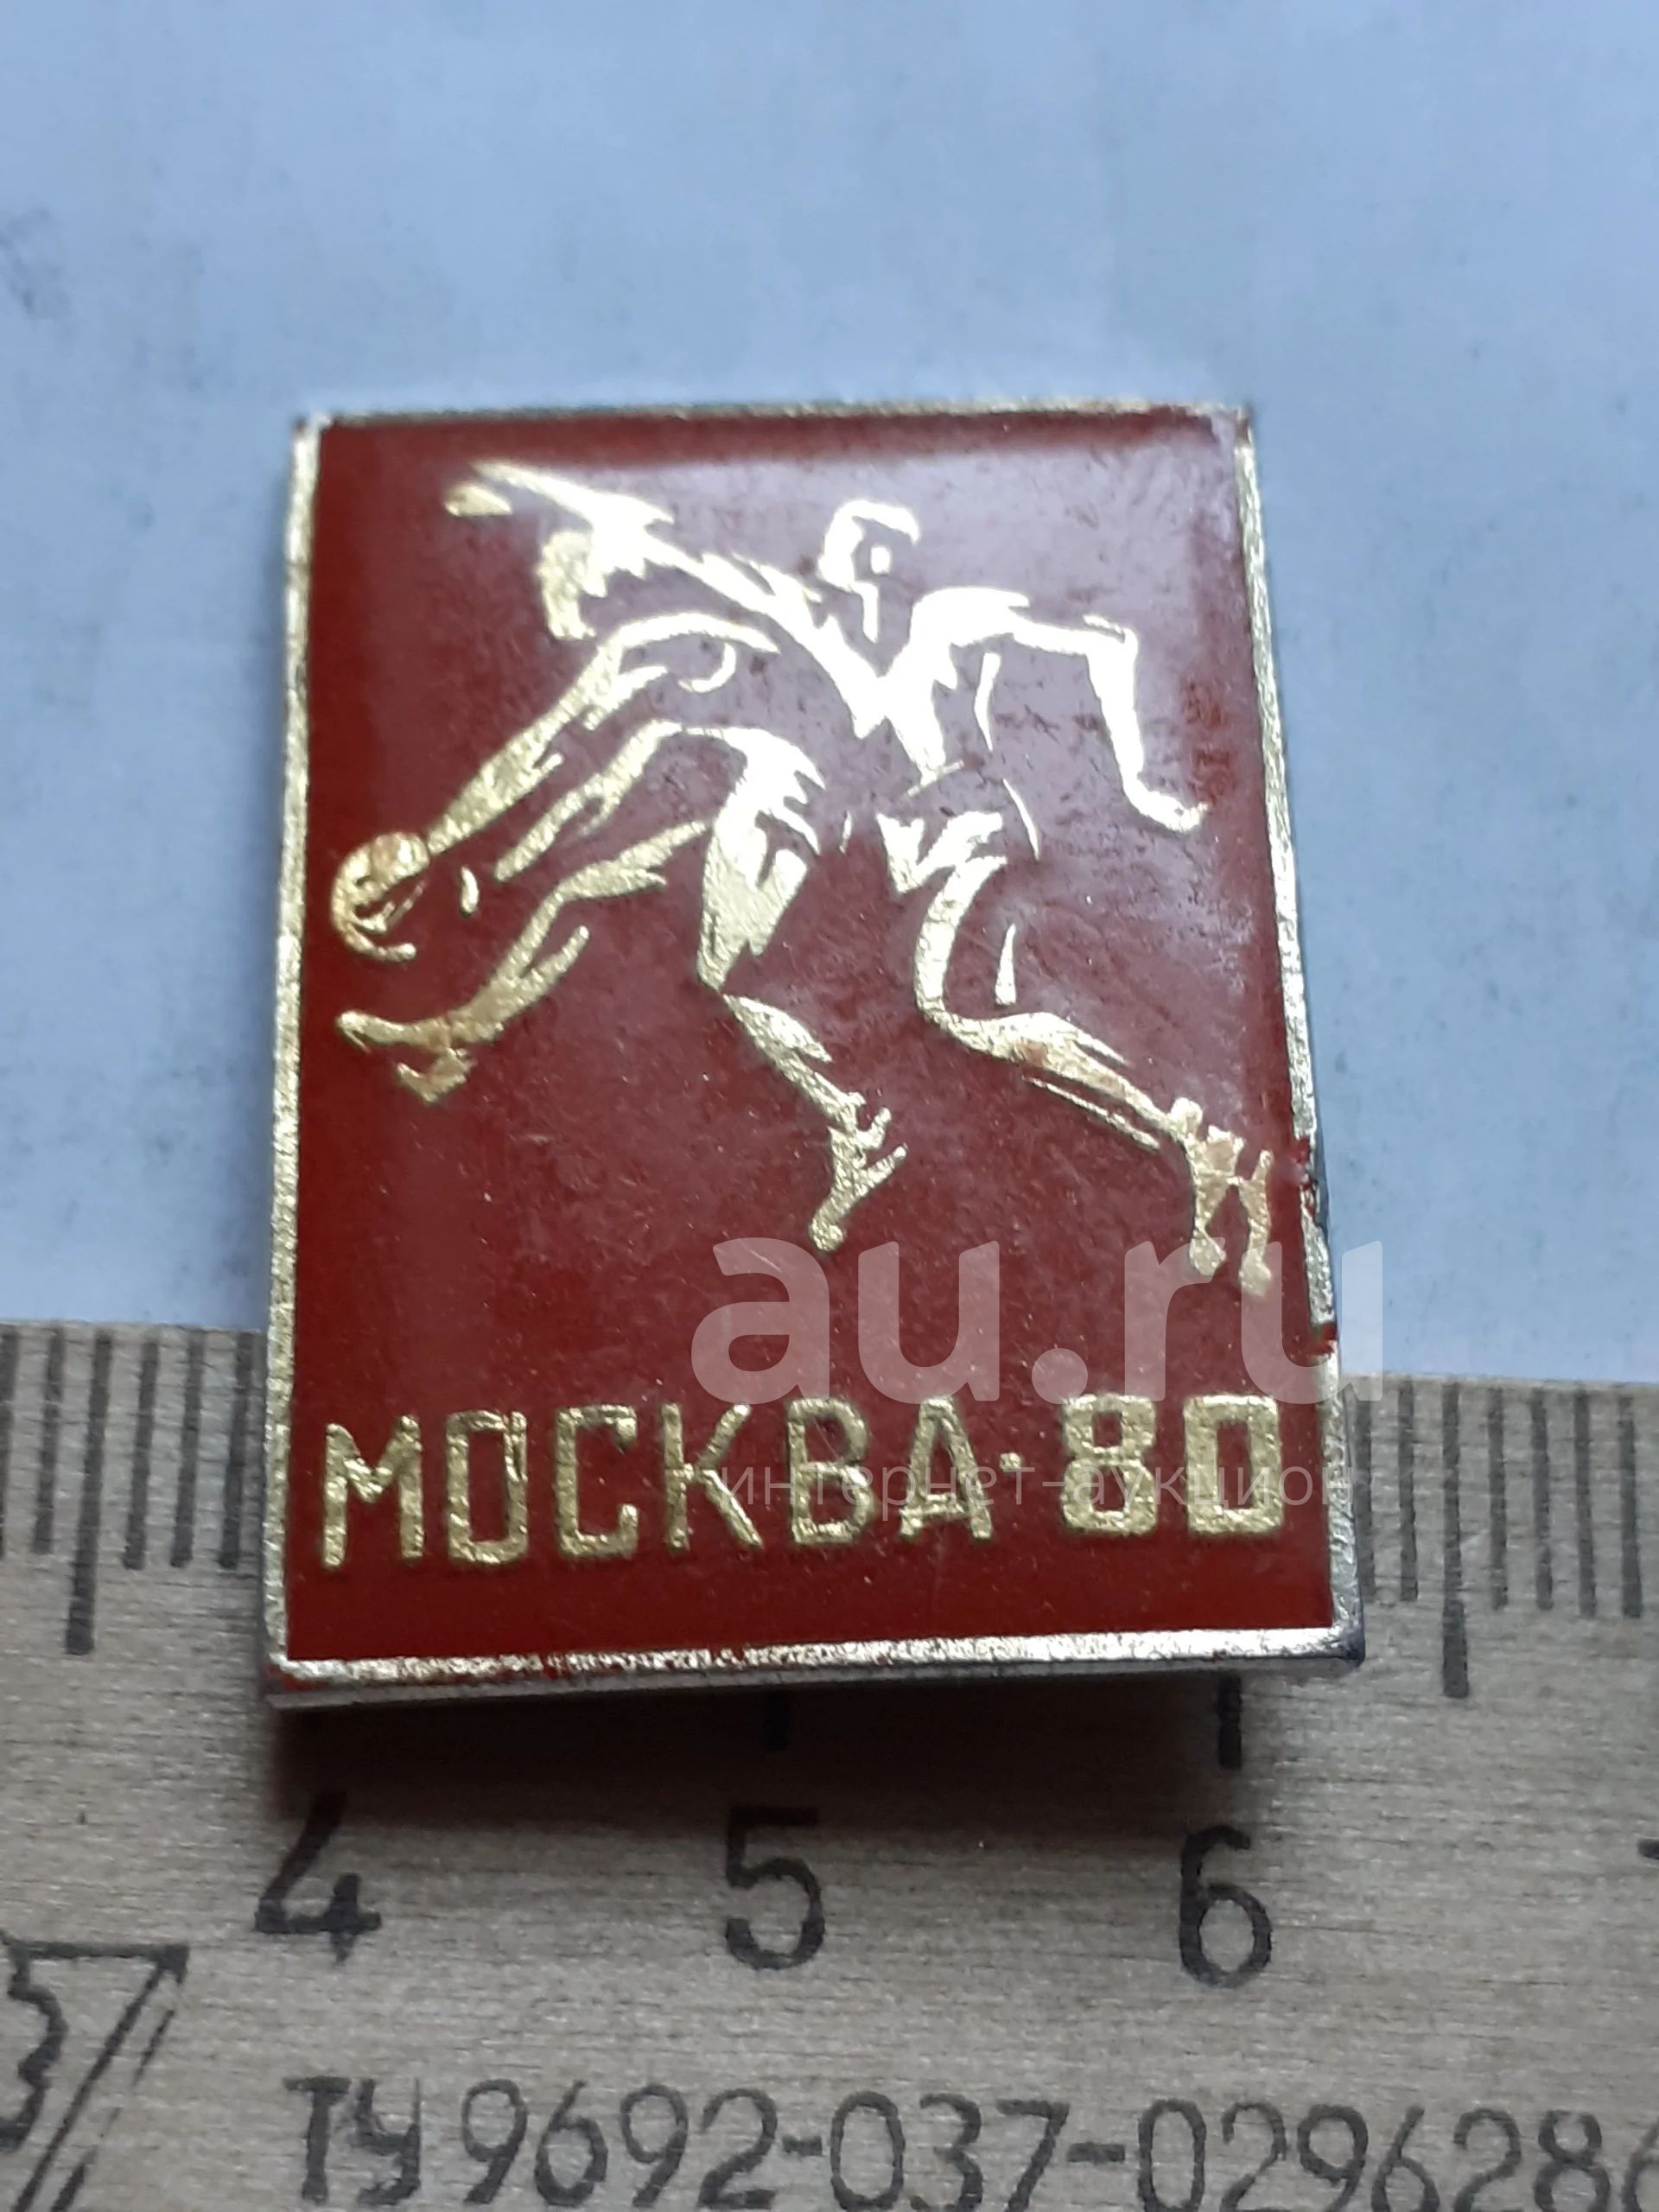 au.ru
МОСКВА·80
интернет-аукцион
4 5 6
ТУ 9692-037-0296286